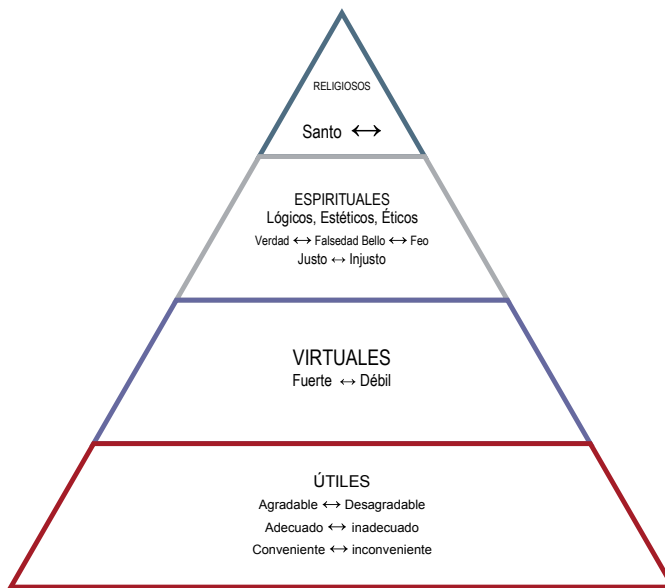 RELIGIOSOS
Santo ↔
ESPIRITUALES
Lógicos, Estéticos, Éticos
Verdad ↔ Falsedad Bello ↔ Feo
Justo ↔ Injusto
VIRTUALES
Fuerte ↔ Débil
ÚTILES
Agradable ↔ Desagradable
Adecuado ↔ inadecuado
Conveniente ↔ inconveniente